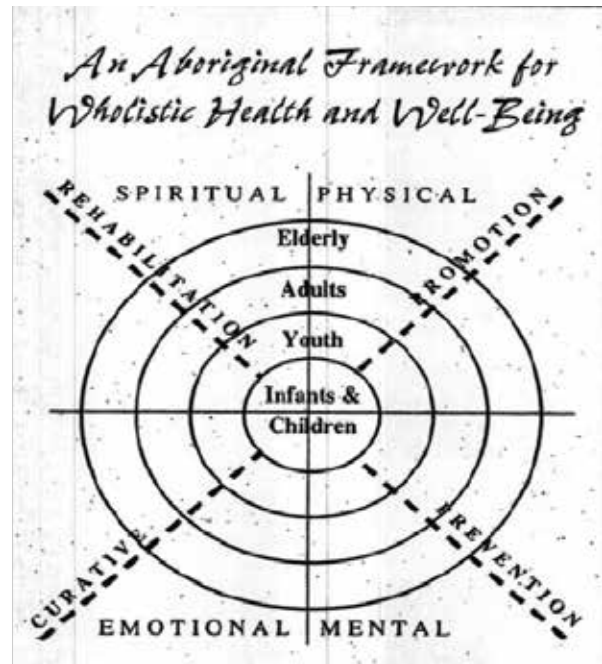 An Aboriginal Framework for
Wholistic Health and Well-Being
SPIRITUAL PHYSICAL
REHABILITATION
PROMOTION
Elderly
Adults
Youth
Infants &
Children
CURATIVE
PREVENTION
EMOTIONAL MENTAL